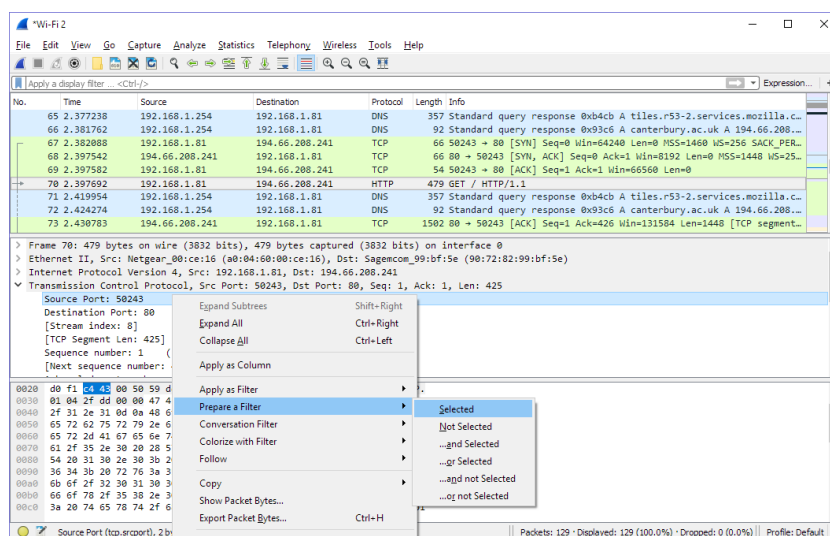 *Wi-Fi 2
File Edit View Go Capture Analyze Statistics Telephony Wireless Tools Help
Apply a display filter ... <Ctrl-/> Expression... +
No. Time Source Destination Protocol Length Info
65 2.377238 192.168.1.254 192.168.1.81 DNS 357 Standard query response 0xb4cb A tiles.r53-2.services.mozilla.c…
66 2.381762 192.168.1.254 192.168.1.81 DNS 92 Standard query response 0x93c6 A canterbury.ac.uk A 194.66.208.…
67 2.382088 192.168.1.81 194.66.208.241 TCP 66 50243 → 80 [SYN] Seq=0 Win=64240 Len=0 MSS=1460 WS=256 SACK_PER…
68 2.397542 194.66.208.241 192.168.1.81 TCP 66 80 → 50243 [SYN, ACK] Seq=0 Ack=1 Win=8192 Len=0 MSS=1448 WS=25…
69 2.397582 192.168.1.81 194.66.208.241 TCP 54 50243 → 80 [ACK] Seq=1 Ack=1 Win=66560 Len=0
70 2.397692 192.168.1.81 194.66.208.241 HTTP 479 GET / HTTP/1.1
71 2.419954 192.168.1.254 192.168.1.81 DNS 357 Standard query response 0xb4cb A tiles.r53-2.services.mozilla.c…
72 2.424274 192.168.1.254 192.168.1.81 DNS 92 Standard query response 0x93c6 A canterbury.ac.uk A 194.66.208.…
73 2.430783 194.66.208.241 192.168.1.81 TCP 1502 80 → 50243 [ACK] Seq=1 Ack=426 Win=131584 Len=1448 [TCP segment…
> Frame 70: 479 bytes on wire (3832 bits), 479 bytes captured (3832 bits) on interface 0
> Ethernet II, Src: Netgear_00:ce:16 (a0:04:60:00:ce:16), Dst: Sagemcom_99:bf:5e (90:72:82:99:bf:5e)
> Internet Protocol Version 4, Src: 192.168.1.81, Dst: 194.66.208.241
Transmission Control Protocol, Src Port: 50243, Dst Port: 80, Seq: 1, Ack: 1, Len: 425
Source Port: 50243
Destination Port: 80
[Stream index: 8]
[TCP Segment Len: 425]
Sequence number: 1 (
[Next sequence number:
Expand Subtrees Shift+Right
Expand All Ctrl+Right
Collapse All Ctrl+Left
Apply as Column
Apply as Filter
Prepare a Filter
Conversation Filter
Colorize with Filter
Follow
Copy
Show Packet Bytes...
Export Packet Bytes... Ctrl+H
Selected
Not Selected
...and Selected
...or Selected
...and not Selected
...or not Selected
0020 d0 f1 c4 43 00 50 59 d
0030 01 04 2f dd 00 00 47 4
0040 2f 31 2e 31 0d 0a 48 6
0050 65 72 62 75 72 79 2e 6
0060 65 72 2d 41 67 65 6e 7
0070 61 2f 35 2e 30 20 28 5
0080 54 20 31 30 2e 30 3b 2
0090 36 34 3b 20 72 76 3a 3
00a0 6b 6f 2f 32 30 31 30 3
00b0 66 6f 78 2f 35 38 2e 3
00c0 3a 20 74 65 78 74 2f 6
Source Port (tcp.srcport), 2 by Packets: 129 · Displayed: 129 (100.0%) · Dropped: 0 (0.0%) Profile: Default